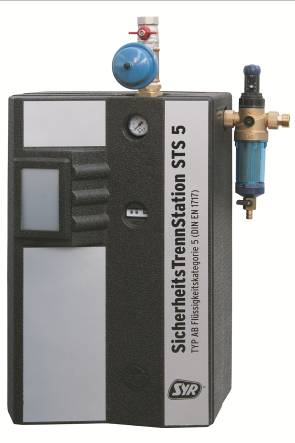 SicherheitsTrennStation STS 5
TYP AB Flüssigkeitskategorie 5 (DIN EN 1717)
SYR